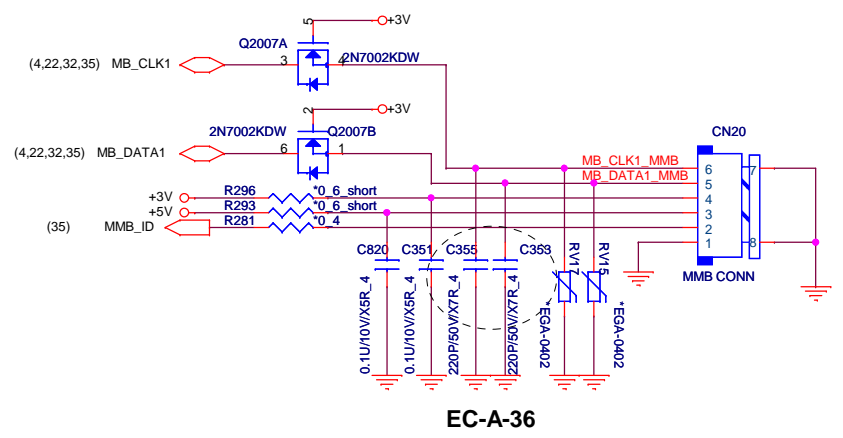 5
+3V
Q2007A
(4,22,32,35) MB_CLK1
3
4
2N7002KDW
2
+3V
2N7002KDW
Q2007B
CN20
(4,22,32,35) MB_DATA1
6
1
MB_CLK1_MMB
6
7
MB_DATA1_MMB
5
+3V
R296
*0_6_short
4
+5V
R293
*0_6_short
3
(35)
MMB_ID
R281
*0_4
2
1
8
C820
C351
C355
C353
RV17
RV15
MMB CONN
0.1U/10V/X5R_4
0.1U/10V/X5R_4
220P/50V/X7R_4
220P/50V/X7R_4
*EGA-0402
*EGA-0402
EC-A-36